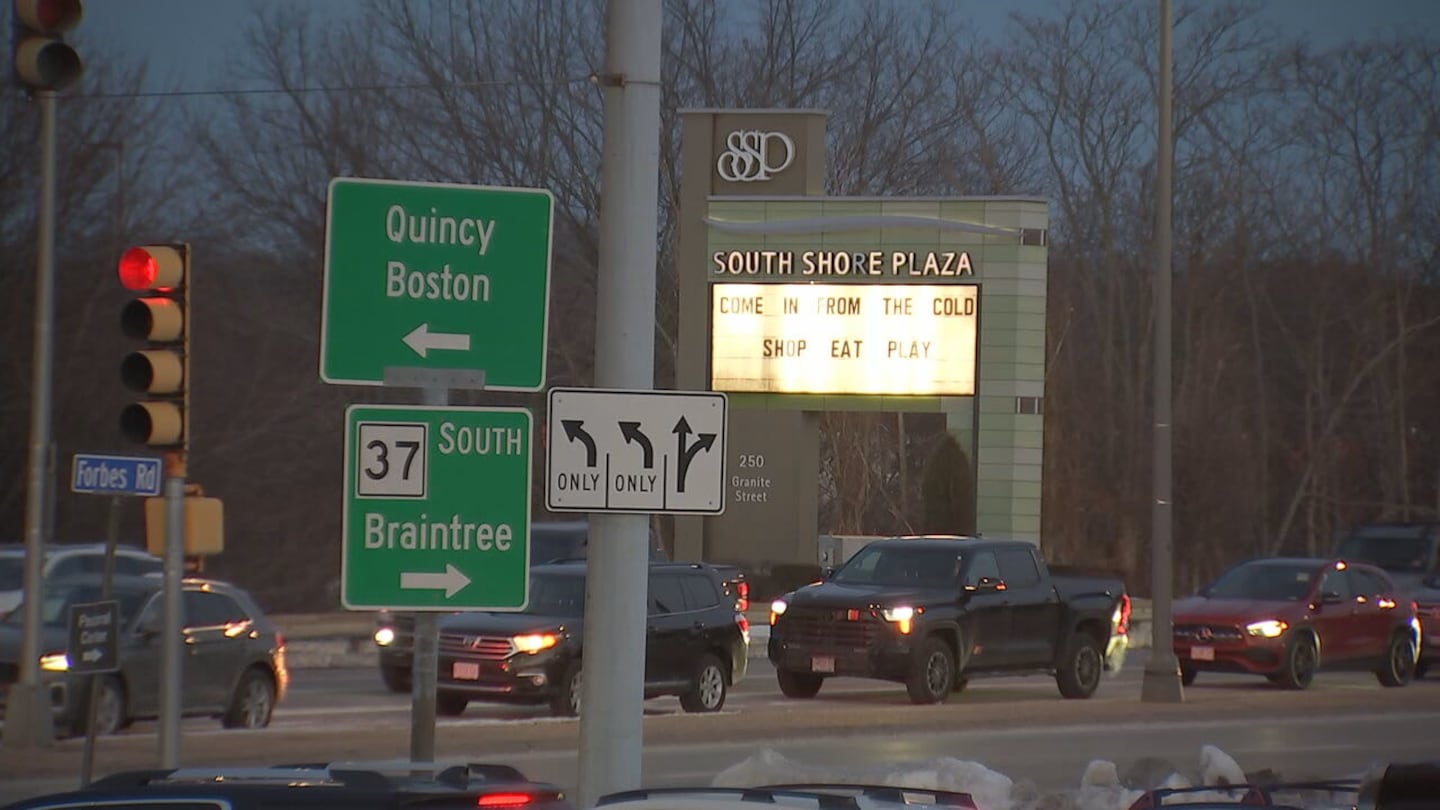 SSP
Quincy
Boston
SOUTH SHORE PLAZA
COME IN FROM THE COLD
SHOP EAT PLAY
37 SOUTH
Braintree
ONLY ONLY
Forbes Rd
250
Granite
Street
Center